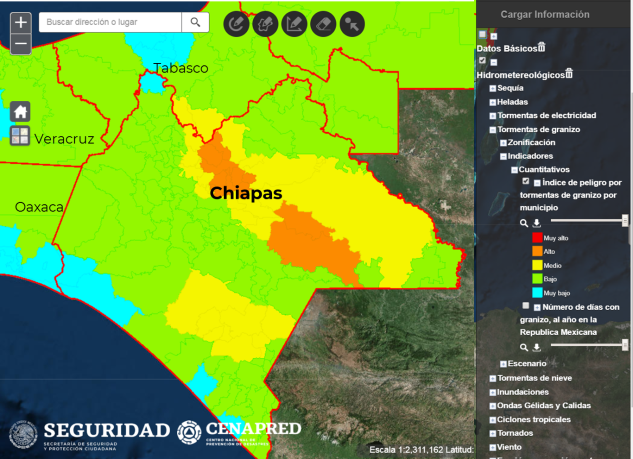 Buscar dirección o lugar
Cargar Información
Datos Básicos
Hidrometereológicos
Sequía
Heladas
Tormentas de electricidad
Tormentas de granizo
Zonificación
Indicadores
Cuantitativos
Índice de peligro por
tormentas de granizo por
municipio
Muy alto
Alto
Medio
Bajo
Muy bajo
Número de días con
granizo, al año en la
Republica Mexicana
Escenario
Tormentas de nieve
Inundaciones
Ondas Gélidas y Calidas
Ciclones tropicales
Tornados
Viento
Tabasco
Veracruz
Chiapas
Oaxaca
SEGURIDAD
SECRETARÍA DE SEGURIDAD
Y PROTECCIÓN CIUDADANA
CENAPRED
CENTRO NACIONAL DE
PREVENCIÓN DE DESASTRES
Escala 1:2,311,162 Latitud: